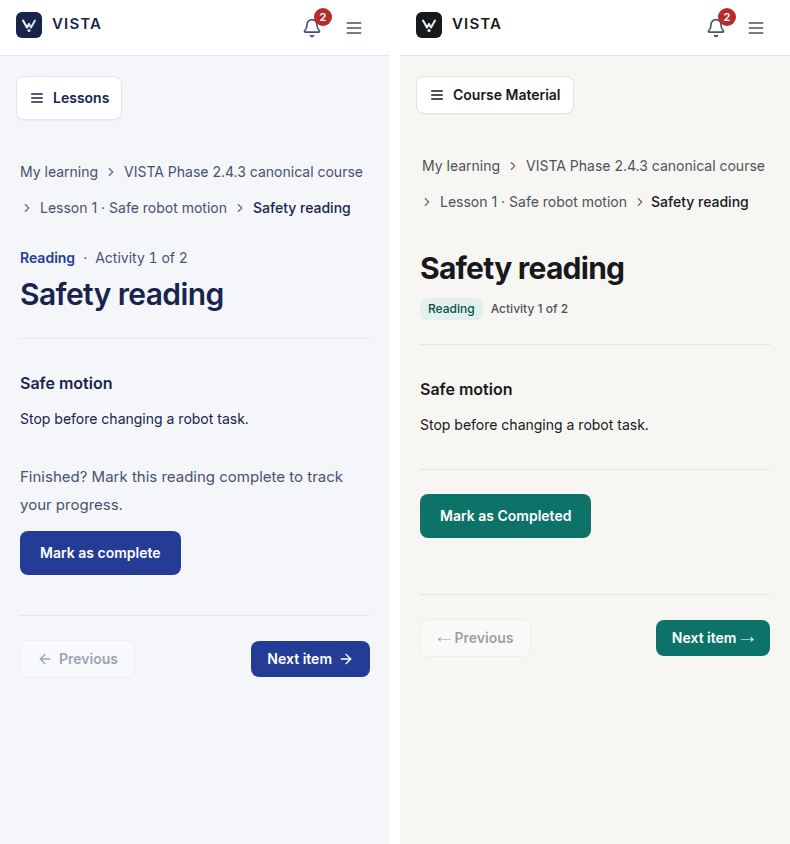 VISTA
2
Lessons
My learning > VISTA Phase 2.4.3 canonical course
> Lesson 1 · Safe robot motion > Safety reading
Reading · Activity 1 of 2
Safety reading
Safe motion
Stop before changing a robot task.
Finished? Mark this reading complete to track
your progress.
Mark as complete
← Previous
Next item →
VISTA
2
Course Material
My learning > VISTA Phase 2.4.3 canonical course
> Lesson 1 · Safe robot motion > Safety reading
Safety reading
Reading Activity 1 of 2
Safe motion
Stop before changing a robot task.
Mark as Completed
← Previous
Next item →